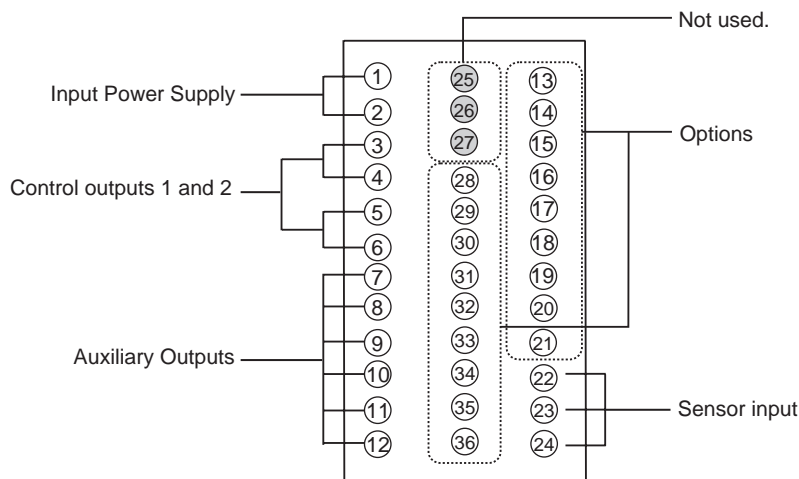 Not used.
1 25 13
Input Power Supply
2 26 14
3 27 15 Options
4 28 16
Control outputs 1 and 2
5 29 17
6 30 18
7 31 19
8 32 20
9 33 21
Auxiliary Outputs
10 34 22
11 35 23 Sensor input
12 36 24